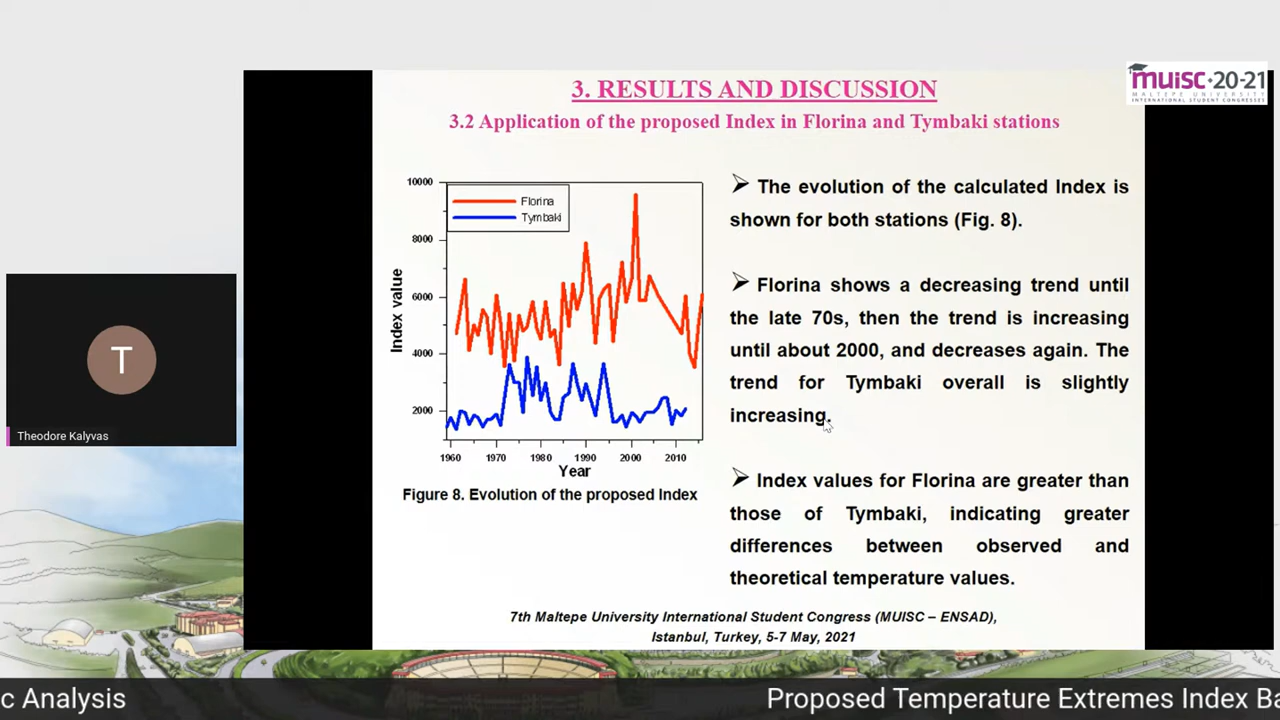 muisc·20-21
MALTEPE UNIVERSITY
INTERNATIONAL STUDENT CONGRESSES
3. RESULTS AND DISCUSSION
3.2 Application of the proposed Index in Florina and Tymbaki stations
10000
8000
6000
4000
2000
Index value
Florina
Tymbaki
1960 1970 1980 1990 2000 2010
Year
Figure 8. Evolution of the proposed Index
➢ The evolution of the calculated Index is
shown for both stations (Fig. 8).
➢ Florina shows a decreasing trend until
the late 70s, then the trend is increasing
until about 2000, and decreases again. The
trend for Tymbaki overall is slightly
increasing.
➢ Index values for Florina are greater than
those of Tymbaki, indicating greater
differences between observed and
theoretical temperature values.
7th Maltepe University International Student Congress (MUISC – ENSAD),
Istanbul, Turkey, 5-7 May, 2021
T
Theodore Kalyvas
c Analysis
Proposed Temperature Extremes Index Ba